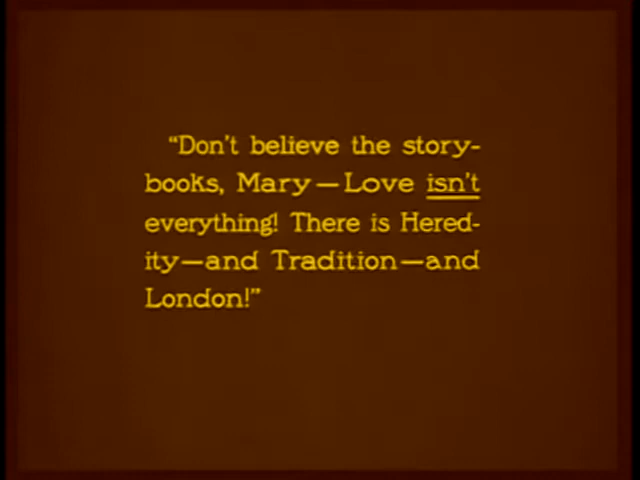 “Don't believe the story-
books, Mary—Love isn't
everything! There is Hered-
ity—and Tradition—and
London!”